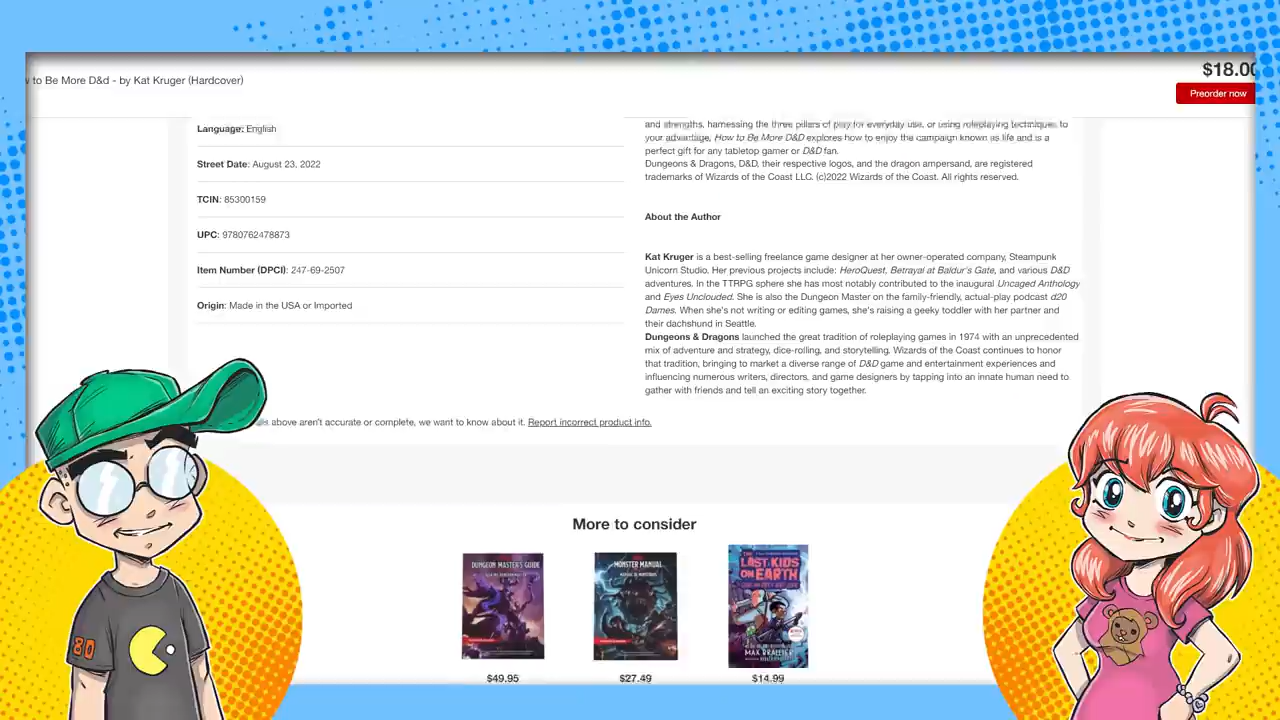 to Be More D&d - by Kat Kruger (Hardcover)
$18.00
Preorder now
Language: English
Street Date: August 23, 2022
TCIN: 85300159
UPC: 9780762478873
Item Number (DPCI): 247-69-2507
Origin: Made in the USA or Imported
above aren't accurate or complete, we want to know about it. Report incorrect product info.
and strengths, harnessing the three pillars of play for everyday use, or using roleplaying techniques to
your advantage, How to Be More D&D explores how to enjoy the campaign known as life and is a
perfect gift for any tabletop gamer or D&D fan.
Dungeons & Dragons, D&D, their respective logos, and the dragon ampersand, are registered
trademarks of Wizards of the Coast LLC. (c)2022 Wizards of the Coast. All rights reserved.
About the Author
Kat Kruger is a best-selling freelance game designer at her owner-operated company, Steampunk
Unicorn Studio. Her previous projects include: HeroQuest, Betrayal at Baldur's Gate, and various D&D
adventures. In the TTRPG sphere she has most notably contributed to the inaugural Uncaged Anthology
and Eyes Unclouded. She is also the Dungeon Master on the family-friendly, actual-play podcast d20
Dames. When she's not writing or editing games, she's raising a geeky toddler with her partner and
their dachshund in Seattle.
Dungeons & Dragons launched the great tradition of roleplaying games in 1974 with an unprecedented
mix of adventure and strategy, dice-rolling, and storytelling. Wizards of the Coast continues to honor
that tradition, bringing to market a diverse range of D&D game and entertainment experiences and
influencing numerous writers, directors, and game designers by tapping into an innate human need to
gather with friends and tell an exciting story together.
More to consider
DUNGEON MASTER'S GUIDE
MONSTER MANUAL
THE
LAST KIDS
ON EARTH
MAX BRALLIER
$49.95
$27.49
$14.99
80